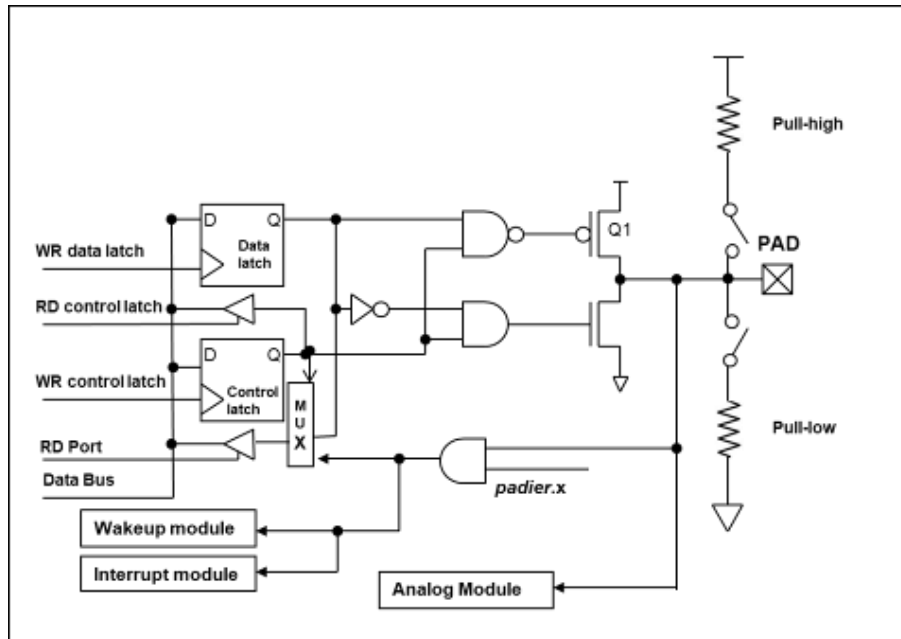 Pull-high
D Q
Q1
Data
latch
PAD
WR data latch
RD control latch
D Q
WR control latch
Control
latch
M
U
X
Pull-low
RD Port
padier.x
Data Bus
Wakeup module
Interrupt module
Analog Module